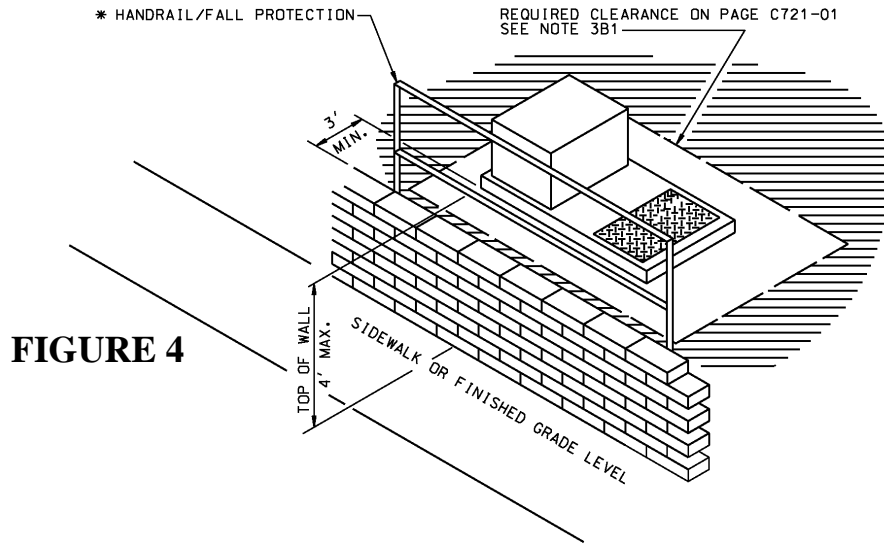 * HANDRAIL/FALL PROTECTION
REQUIRED CLEARANCE ON PAGE C721-01
SEE NOTE 3B1
3'
MIN.
TOP OF WALL
4' MAX.
SIDEWALK OR FINISHED GRADE LEVEL
FIGURE 4